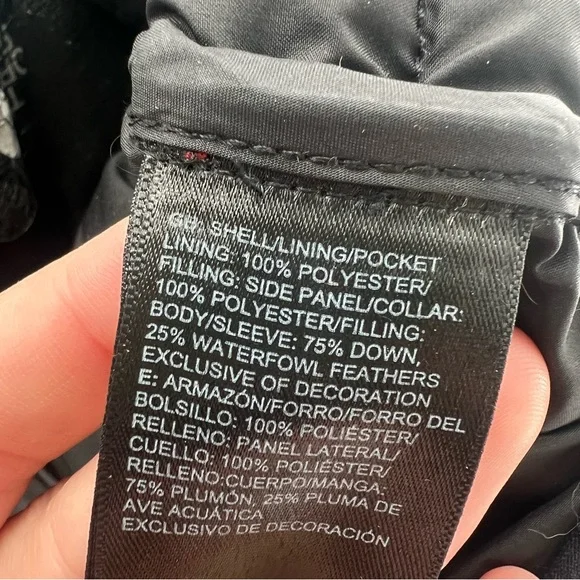 GB: SHELL/LINING/POCKET
LINING: 100% POLYESTER/
FILLING: SIDE PANEL/COLLAR:
100% POLYESTER/FILLING:
BODY/SLEEVE: 75% DOWN,
25% WATERFOWL FEATHERS
EXCLUSIVE OF DECORATION
E: ARMAZÓN/FORRO/FORRO DEL
BOLSILLO: 100% POLIÉSTER/
RELLENO: PANEL LATERAL/
CUELLO: 100% POLIÉSTER/
RELLENO:CUERPO/MANGA:
75% PLUMÓN, 25% PLUMA DE
AVE ACUÁTICA
EXCLUSIVO DE DECORACIÓN